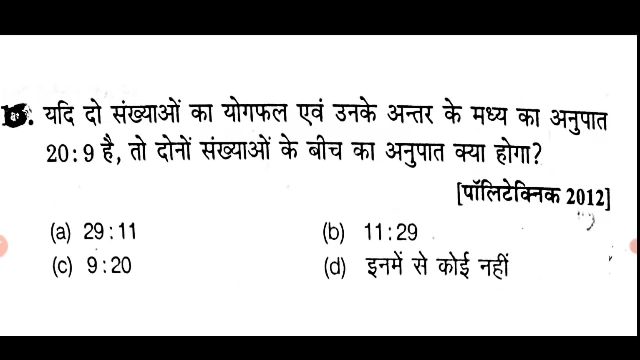 यदि दो संख्याओं का योगफल एवं उनके अन्तर के मध्य का अनुपात
20 : 9 है, तो दोनों संख्याओं के बीच का अनुपात क्या होगा?
[पॉलिटेक्निक 2012]
(a) 29 : 11 (b) 11 : 29
(c) 9 : 20 (d) इनमें से कोई नहीं